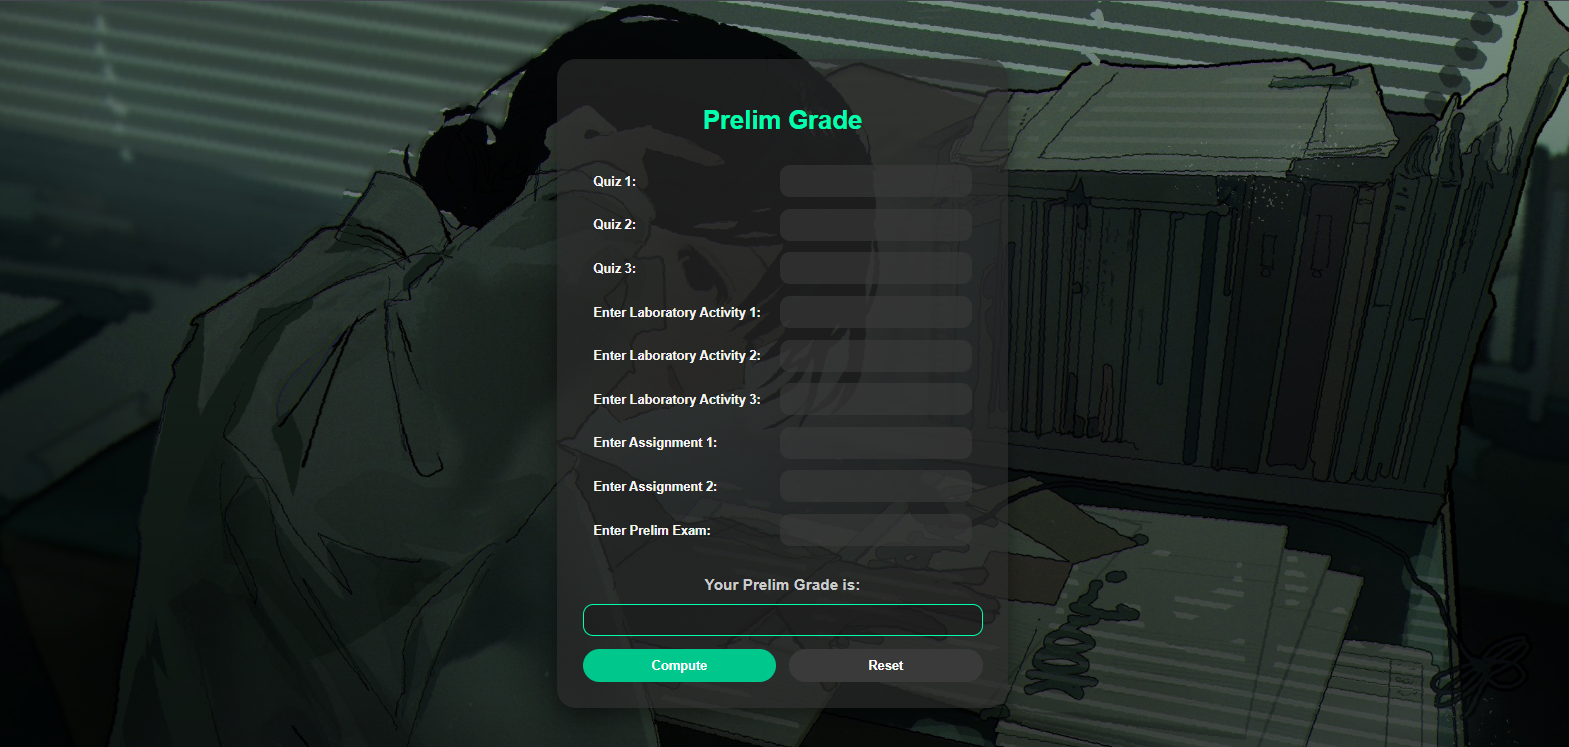 Prelim Grade
Quiz 1:
Quiz 2:
Quiz 3:
Enter Laboratory Activity 1:
Enter Laboratory Activity 2:
Enter Laboratory Activity 3:
Enter Assignment 1:
Enter Assignment 2:
Enter Prelim Exam:
Your Prelim Grade is:
Compute
Reset